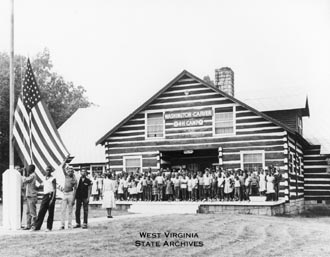 WASHINGTON-CARVER
4-H CAMP
WEST VIRGINIA
STATE ARCHIVES